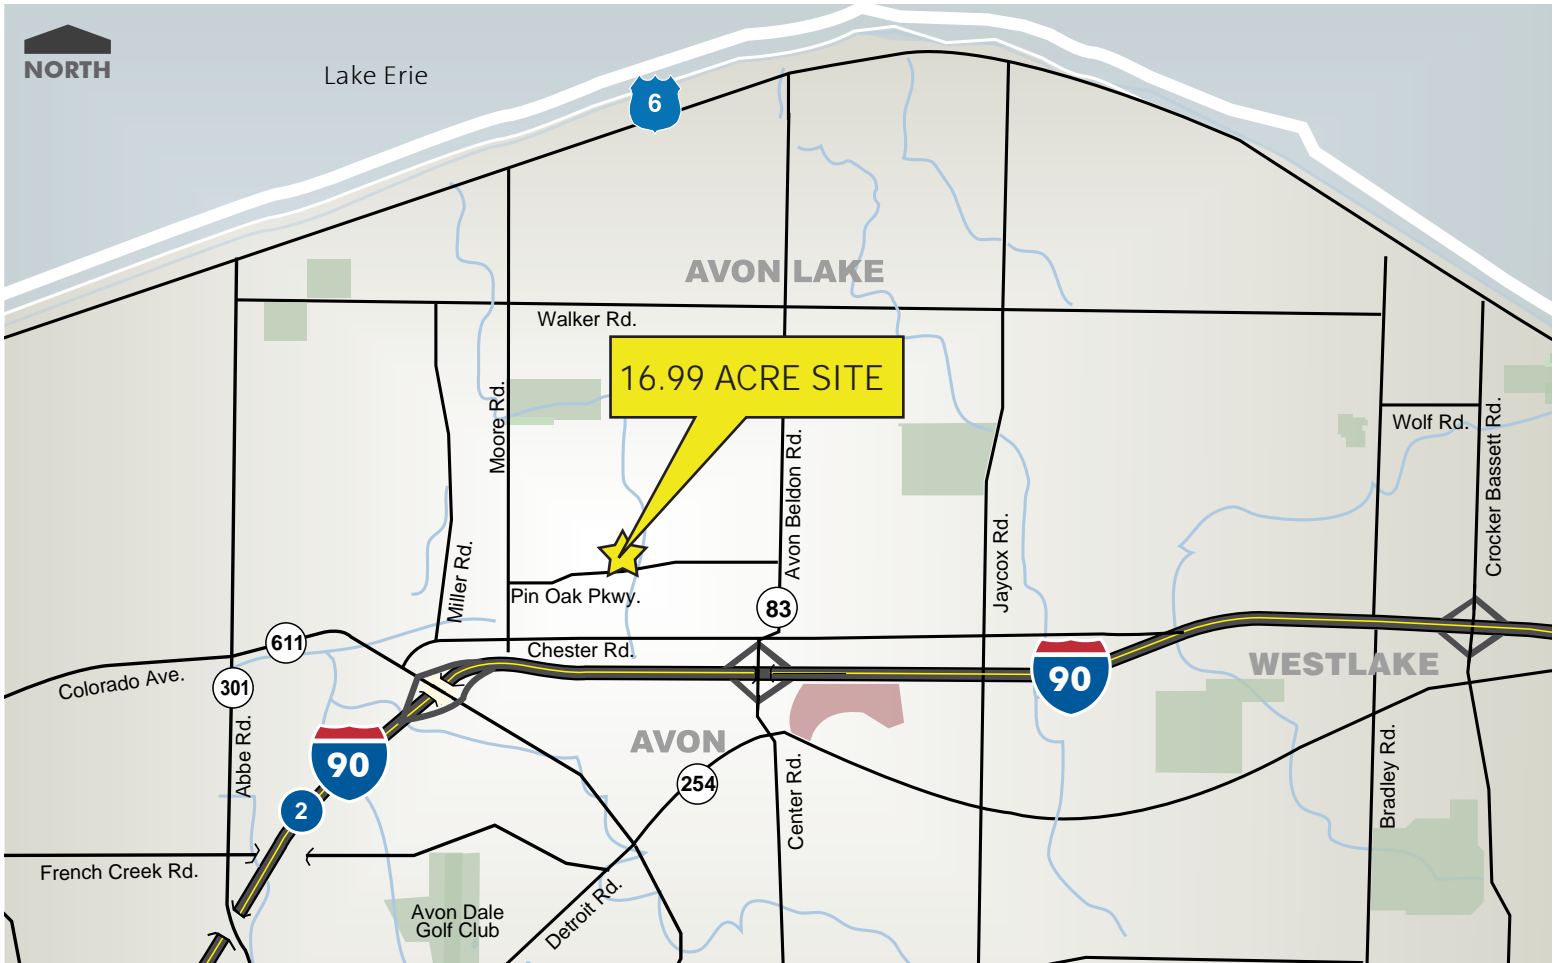 NORTH
Lake Erie
6
AVON LAKE
Walker Rd.
16.99 ACRE SITE
Moore Rd.
Wolf Rd.
Crocker Bassett Rd.
Avon Beldon Rd.
Miller Rd.
Jaycox Rd.
Pin Oak Pkwy.
83
611
Chester Rd.
WESTLAKE
Colorado Ave.
301
90
Abbe Rd.
AVON
90
254
Bradley Rd.
Center Rd.
2
French Creek Rd.
Avon Dale
Golf Club
Detroit Rd.